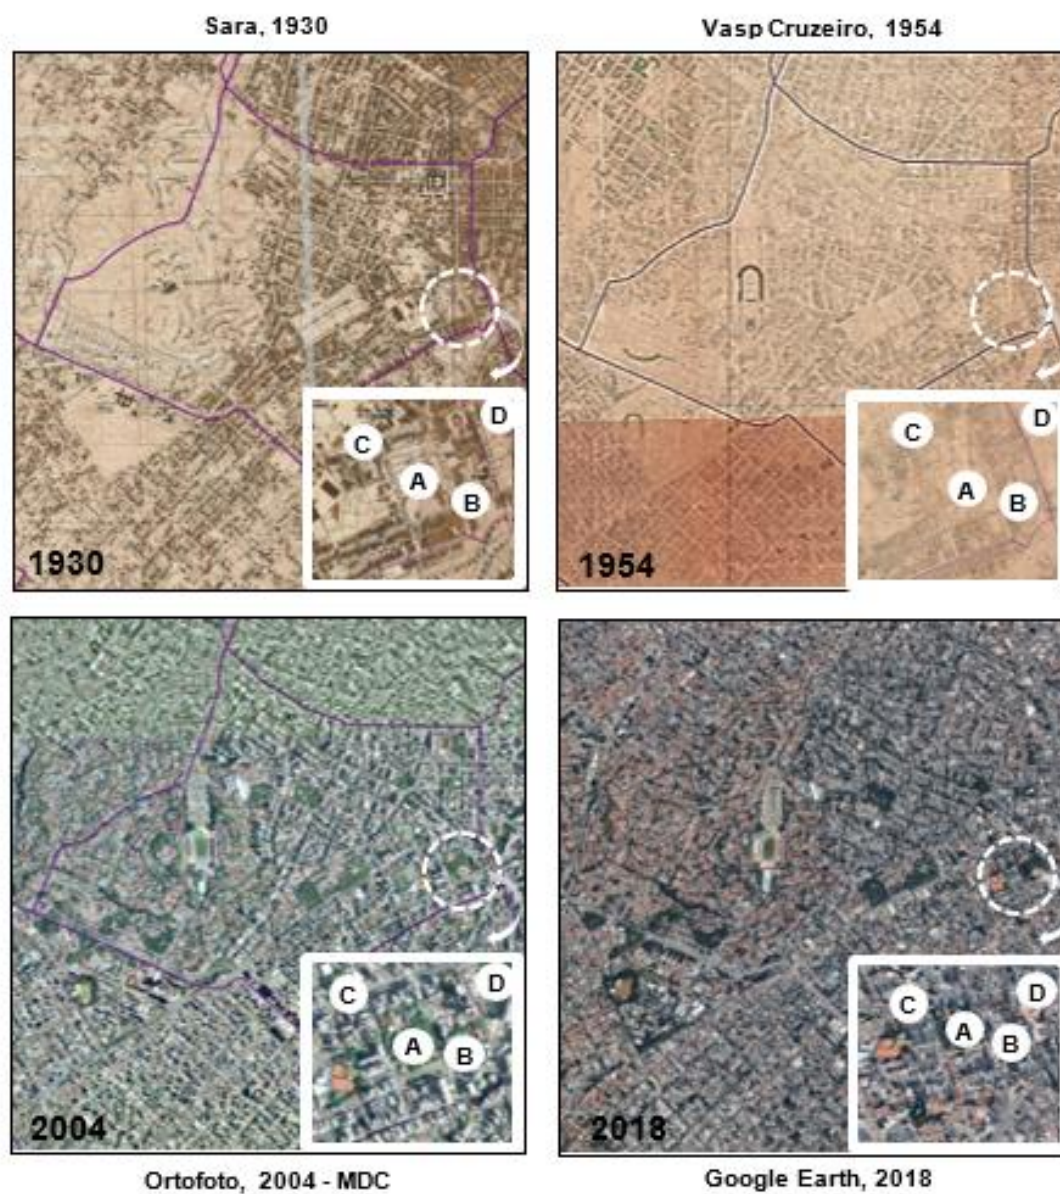 Sara, 1930
Vasp Cruzeiro, 1954
D
C
A
B
1930
D
C
A
B
1954
D
C
A
B
2004
D
C
A
B
2018
Ortofoto, 2004 - MDC
Google Earth, 2018